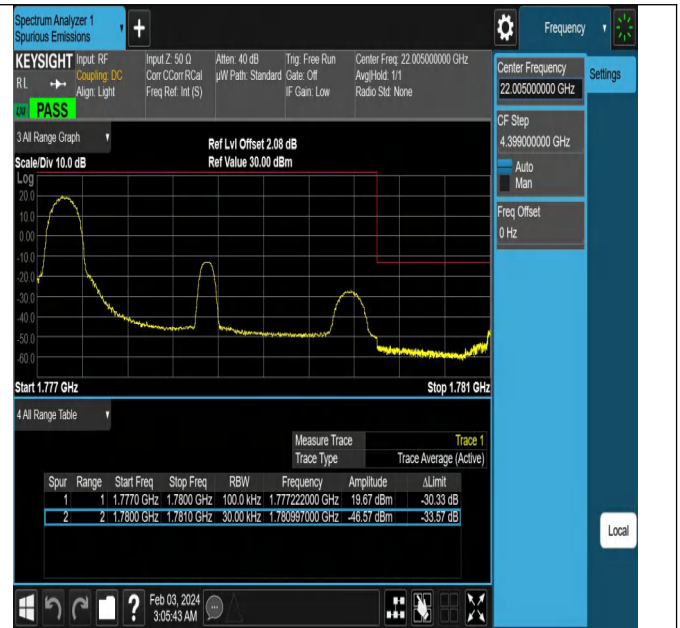 Spectrum Analyzer 1
Spurious Emissions
Frequency
KEYSIGHT Input: RF Input Z: 50 Ω Atten: 40 dB Trig: Free Run Center Freq: 22.005000000 GHz
RL Coupling: DC Corr CCorr RCal µW Path: Standard Gate: Off Avg|Hold: 1/1
Align: Light Freq Ref: Int (S) IF Gain: Low Radio Std: None
PASS
Center Frequency
22.005000000 GHz
Settings
CF Step
4.399000000 GHz
Auto
Man
Freq Offset
0 Hz
3 All Range Graph
Ref Lvl Offset 2.08 dB
Scale/Div 10.0 dB Ref Value 30.00 dBm
Log
20.0
10.0
0.00
-10.0
-20.0
-30.0
-40.0
-50.0
-60.0
Start 1.777 GHz Stop 1.781 GHz
4 All Range Table
Measure Trace Trace 1
Trace Type Trace Average (Active)
Spur Range Start Freq Stop Freq RBW Frequency Amplitude ΔLimit
1 1 1.7770 GHz 1.7800 GHz 100.0 kHz 1.777222000 GHz 19.67 dBm -30.33 dB
2 2 1.7800 GHz 1.7810 GHz 30.00 kHz 1.780997000 GHz -46.57 dBm -33.57 dB
Local
Feb 03, 2024
3:05:43 AM